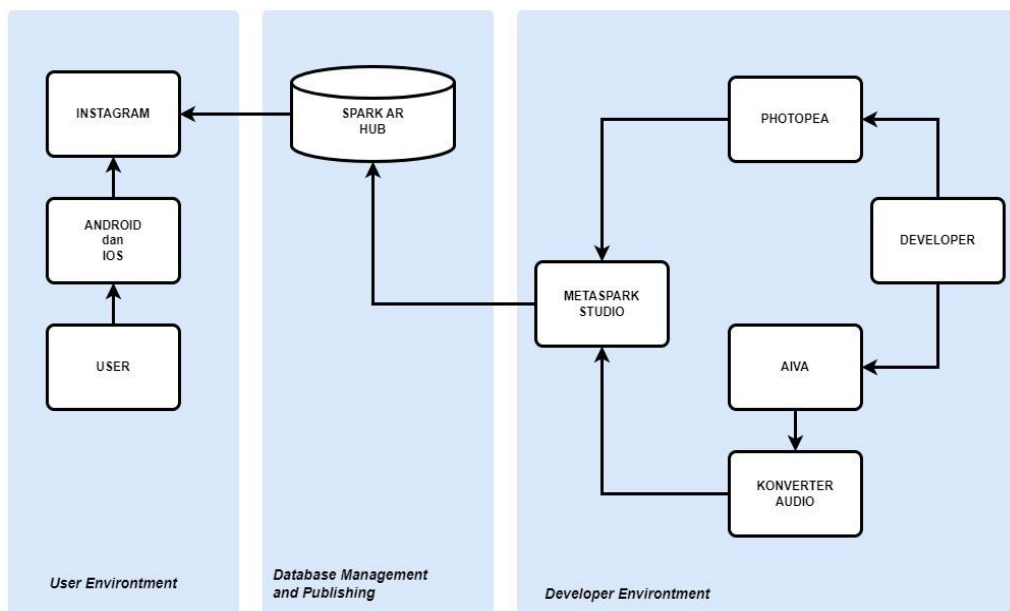 INSTAGRAM
ANDROID
dan
IOS
USER
User Environtment
SPARK AR
HUB
Database Management
and Publishing
PHOTOPEA
DEVELOPER
METASPARK
STUDIO
AIVA
KONVERTER
AUDIO
Developer Environtment